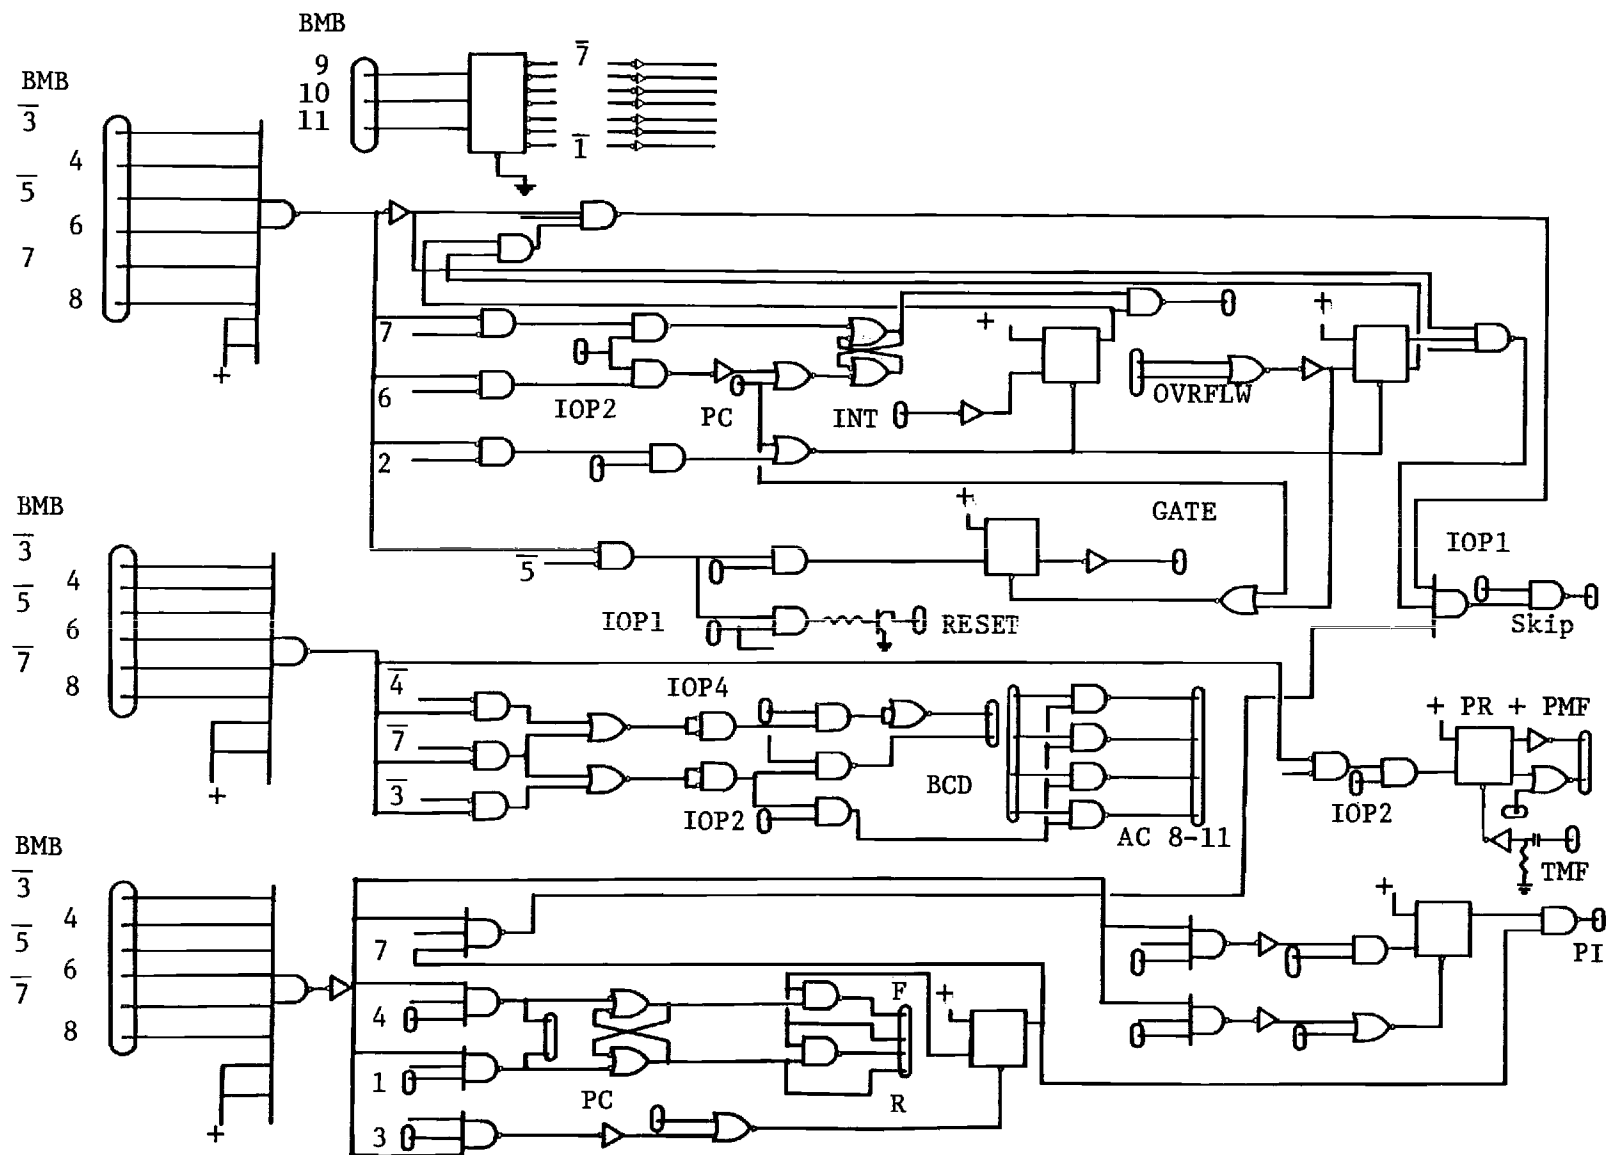 BMB
9
10
11
7̅
1̅
BMB
3̅
4
5̅
6
7
8
+
7
6
2
IOP2
PC
INT
+
OVRFLW
+
BMB
3̅
4
5̅
6
7̅
8
+
5̅
+
GATE
IOP1
RESET
IOP1
Skip
4̅
7̅
3̅
IOP4
IOP2
BCD
AC 8-11
+ PR + PMF
IOP2
TMF
BMB
3̅
4
5̅
6
7̅
8
+
7
4
1
3
PC
F
R
+
+
PI